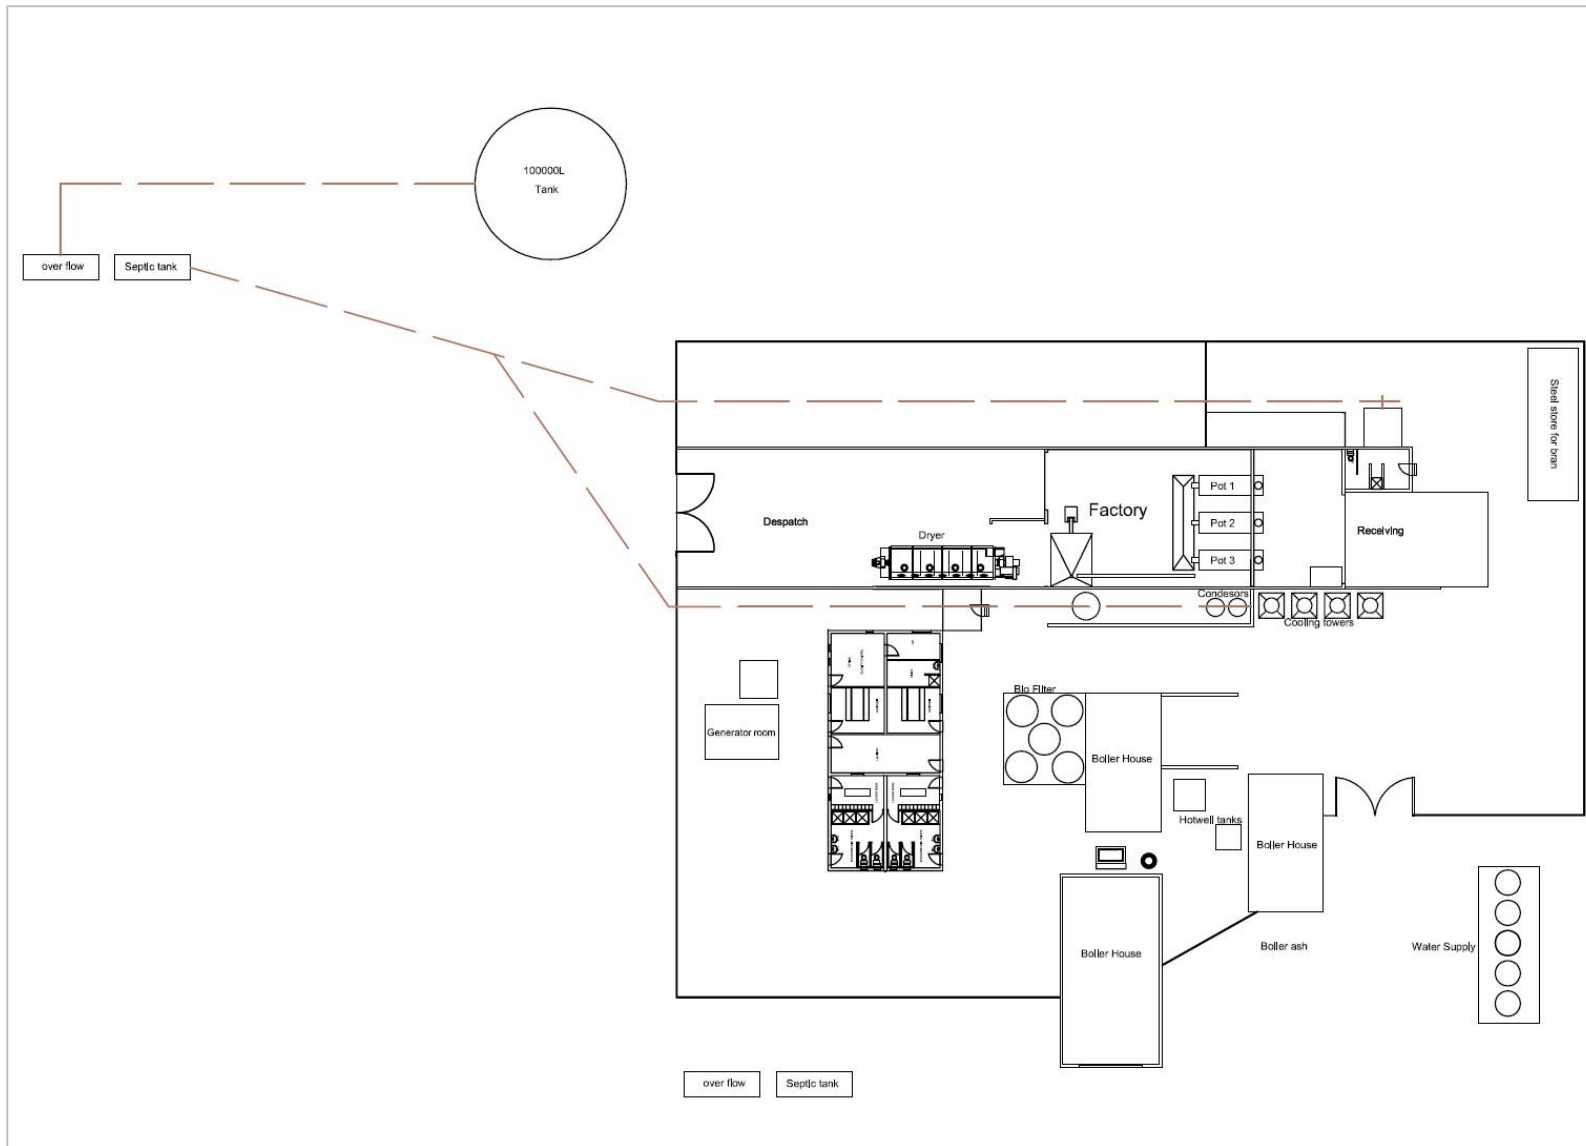 100000L
Tank
over flow
Septic tank
Steel store for bran
Pot 1
Factory
Despatch
Pot 2
Receiving
Dryer
Pot 3
Condesors
Cooling towers
Bio Filter
Generator room
Boiler House
Hotwell tanks
Boiler House
Boiler House
Boiler ash
Water Supply
over flow
Septic tank